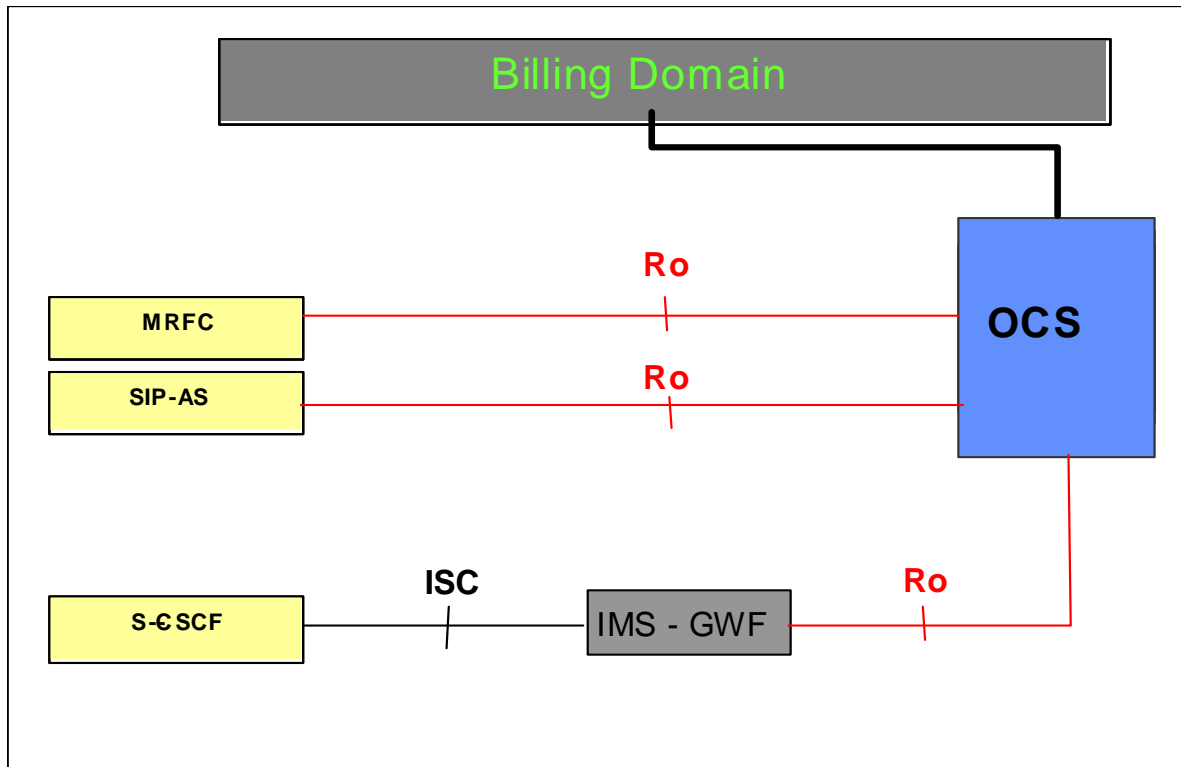 Billing Domain
Ro
MRFC
OCS
Ro
SIP-AS
ISC
Ro
S-CSCF
IMS - GWF